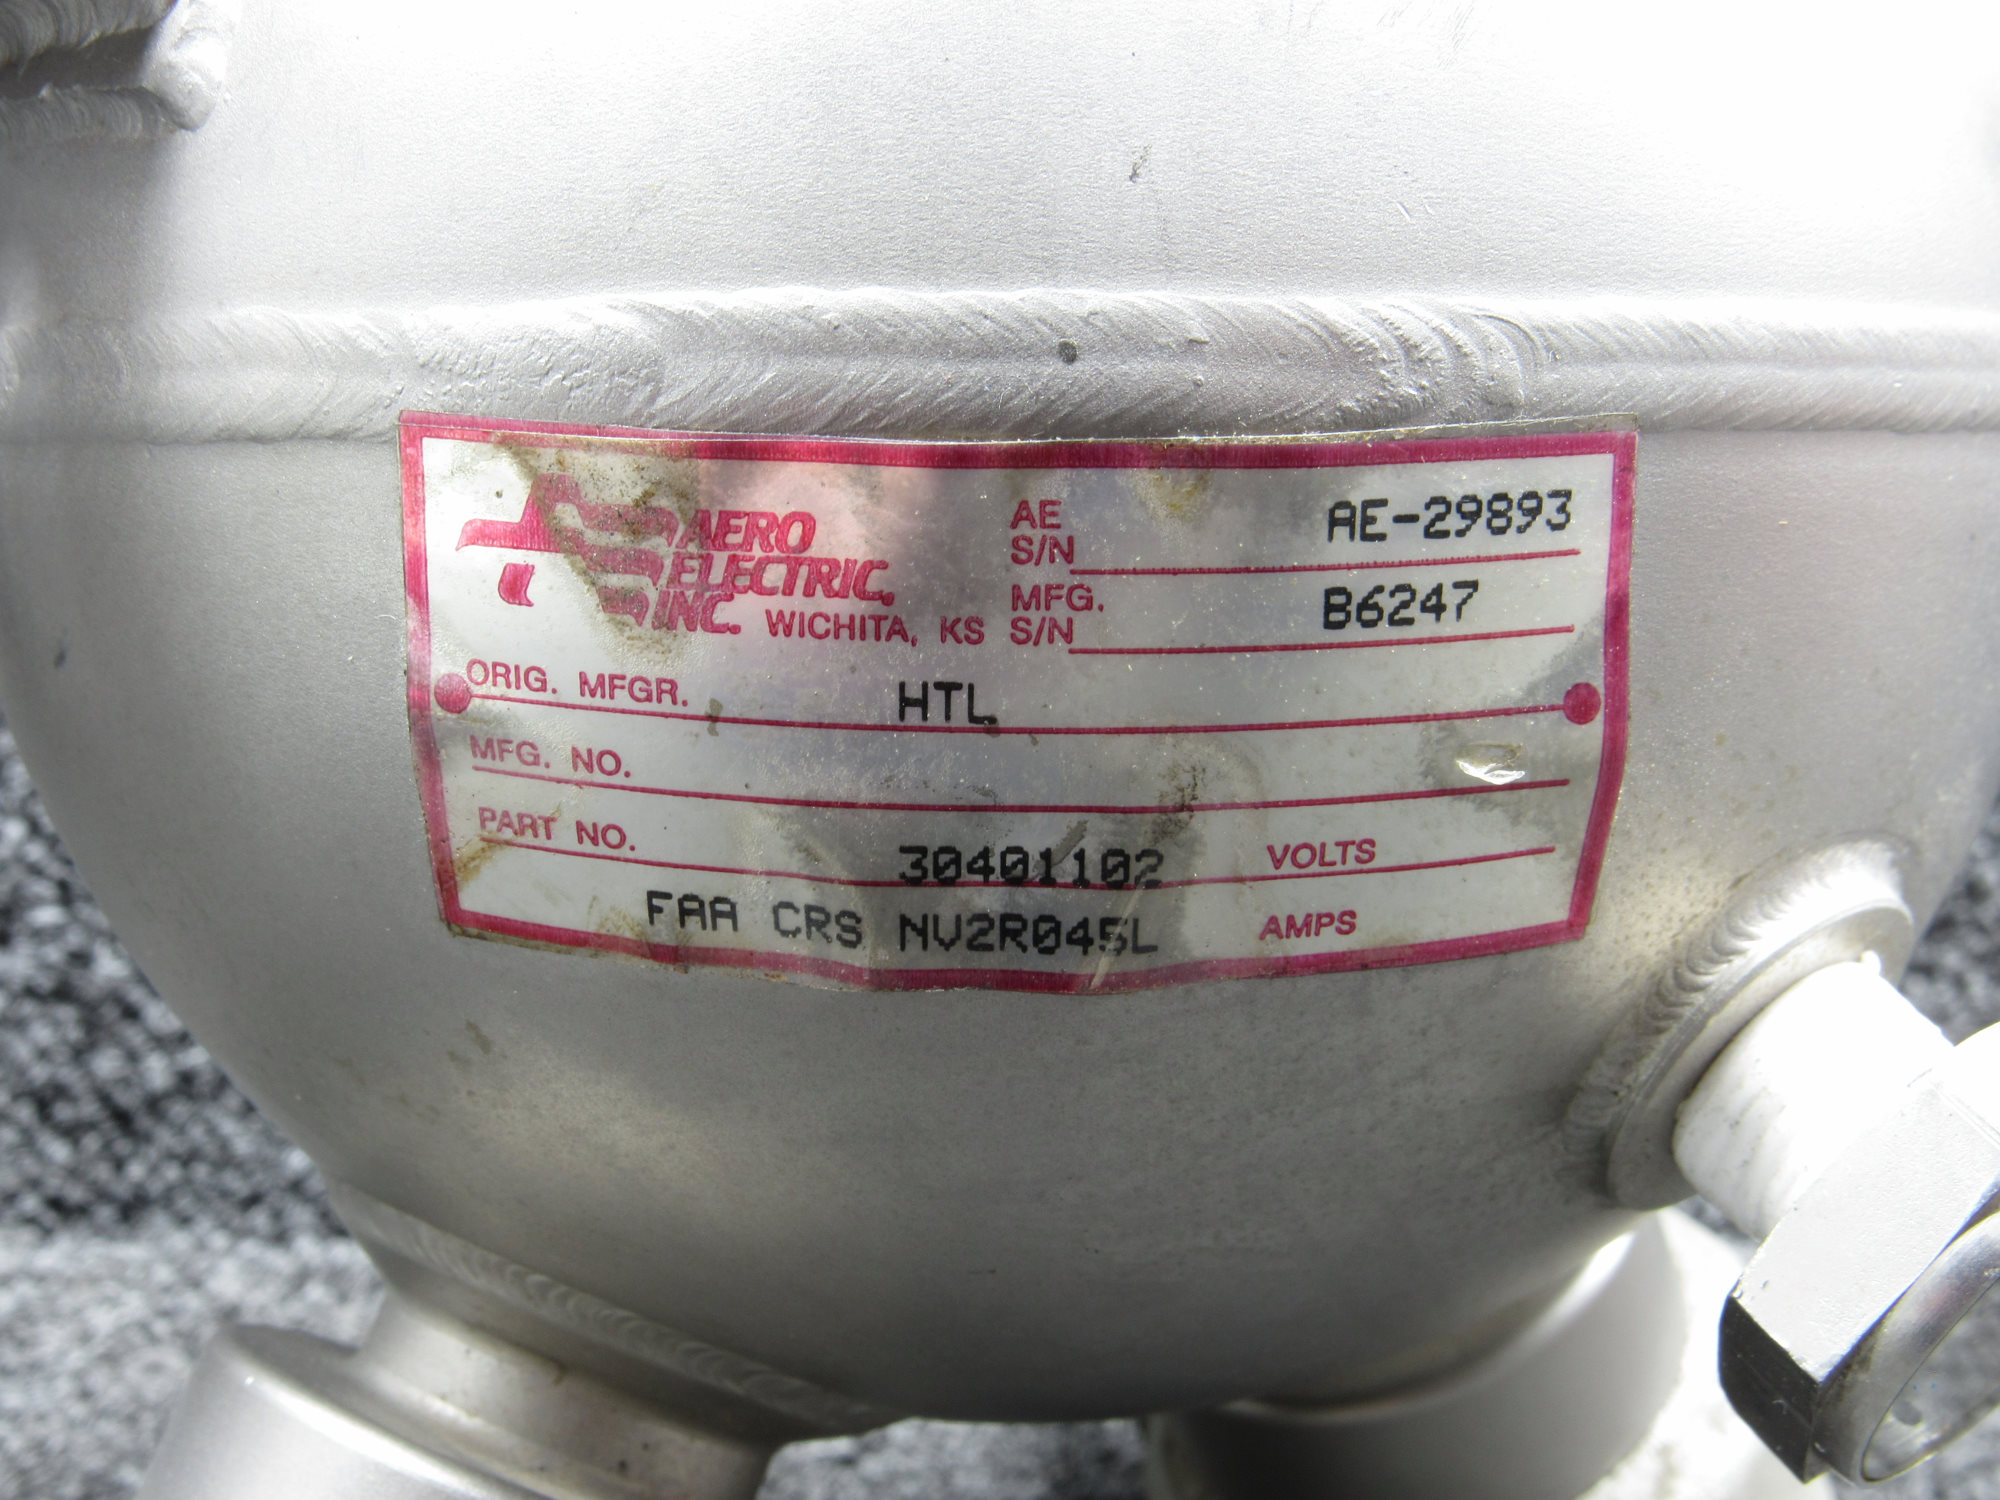 AERO
ELECTRIC,
INC. WICHITA, KS
AE
S/N AE-29893
MFG.
S/N B6247
ORIG. MFGR. HTL
MFG. NO.
PART NO. 30401102 VOLTS
FAA CRS NV2R045L AMPS